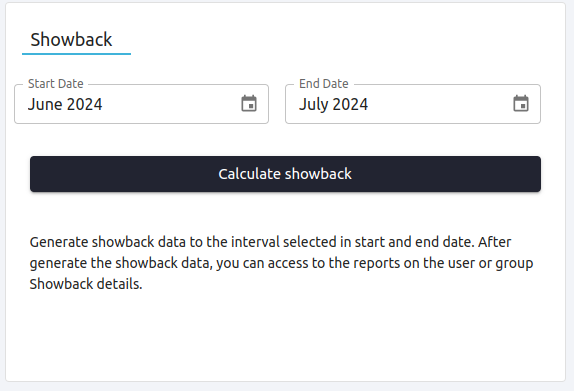 Showback
Start Date
June 2024
End Date
July 2024
Calculate showback
Generate showback data to the interval selected in start and end date. After
generate the showback data, you can access to the reports on the user or group
Showback details.